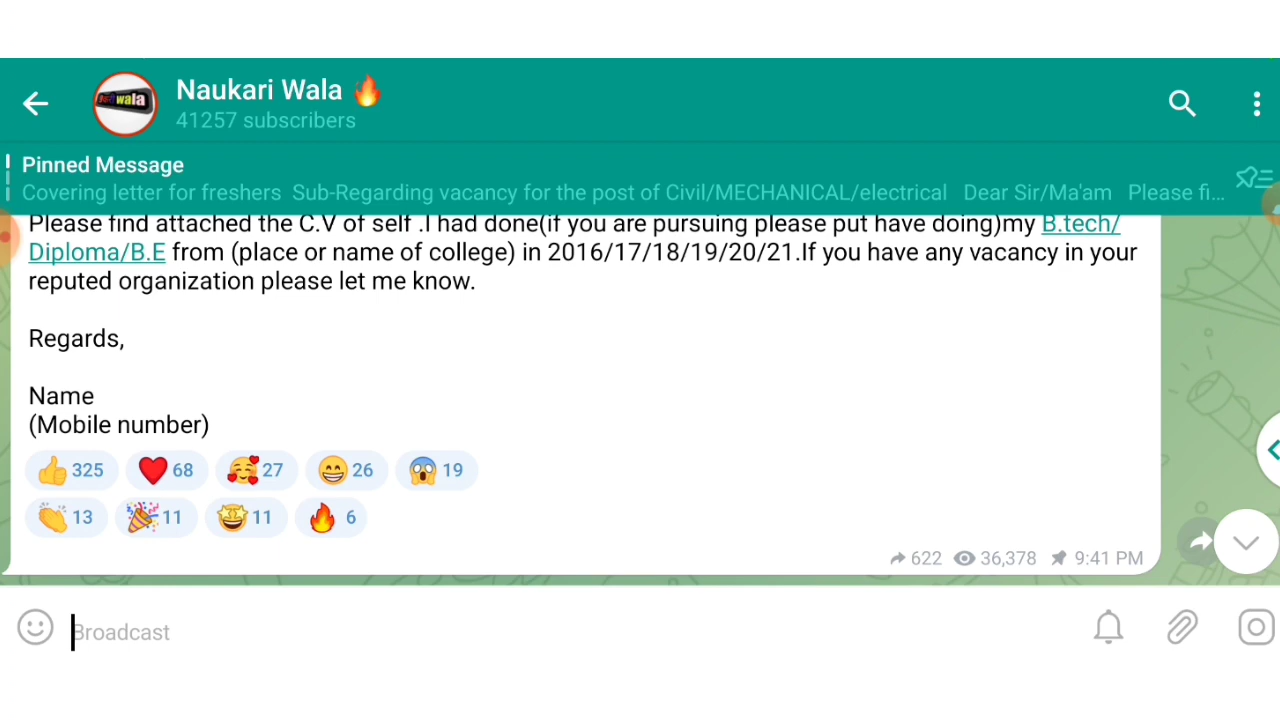 Naukari Wala 🔥
41257 subscribers
Pinned Message
Covering letter for freshers Sub-Regarding vacancy for the post of Civil/MECHANICAL/electrical Dear Sir/Ma'am Please fi...
Please find attached the C.V of self .I had done(if you are pursuing please put have doing)my B.tech/
Diploma/B.E from (place or name of college) in 2016/17/18/19/20/21.If you have any vacancy in your
reputed organization please let me know.
Regards,
Name
(Mobile number)
👍 325 ❤️ 68 🥰 27 😁 26 😱 19
👏 13 🎉 11 🤩 11 🔥 6
622 36,378 9:41 PM
Broadcast